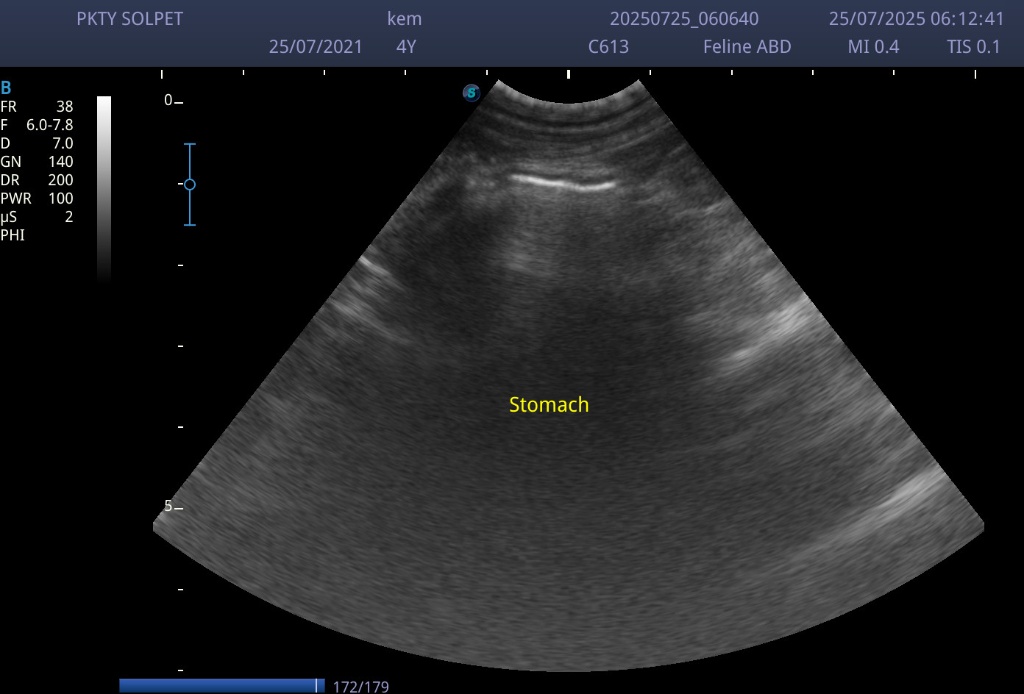 PKTY SOLPET kem 20250725_060640 25/07/2025 06:12:41
25/07/2021 4Y C613 Feline ABD MI 0.4 TIS 0.1
B
FR 38
F 6.0-7.8
D 7.0
GN 140
DR 200
PWR 100
µS 2
PHI
S
0
Stomach
5
172/179